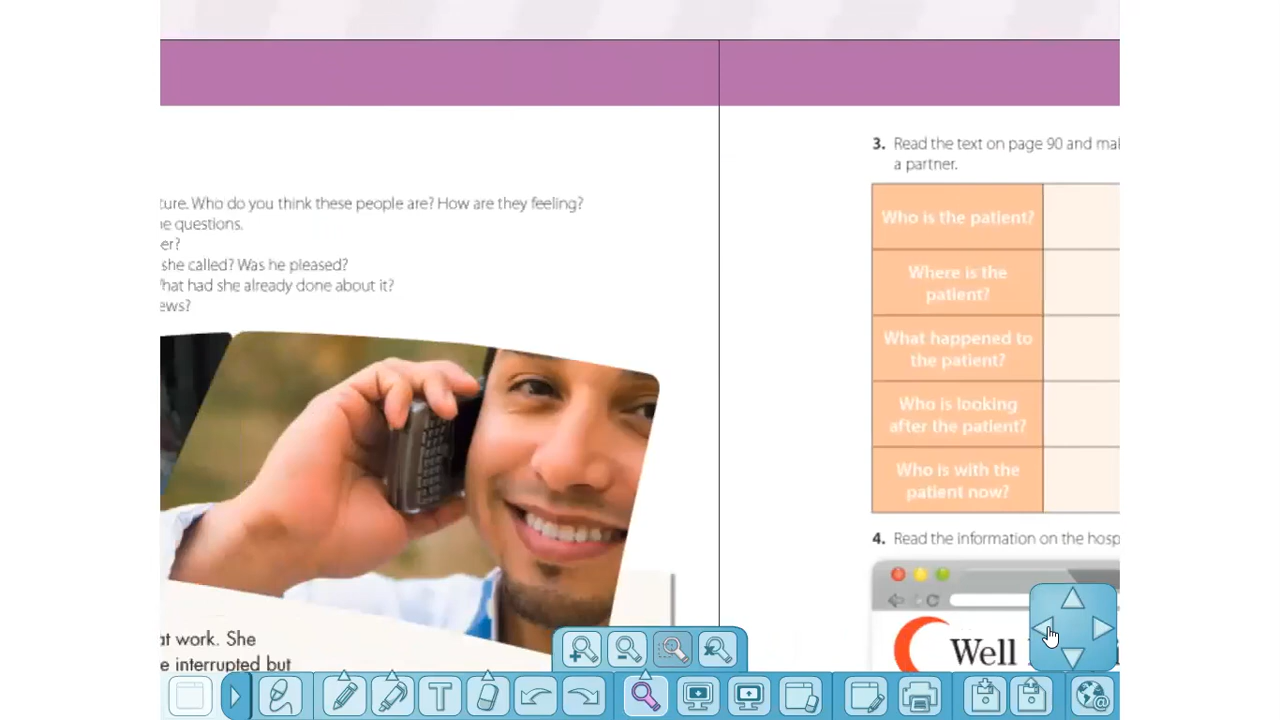 ture. Who do you think these people are? How are they feeling?
e questions.
er?
she called? Was he pleased?
hat had she already done about it?
ews?
at work. She
e interrupted but
3. Read the text on page 90 and mal
a partner.
Who is the patient?
Where is the
patient?
What happened to
the patient?
Who is looking
after the patient?
Who is with the
patient now?
4. Read the information on the hosp
Well